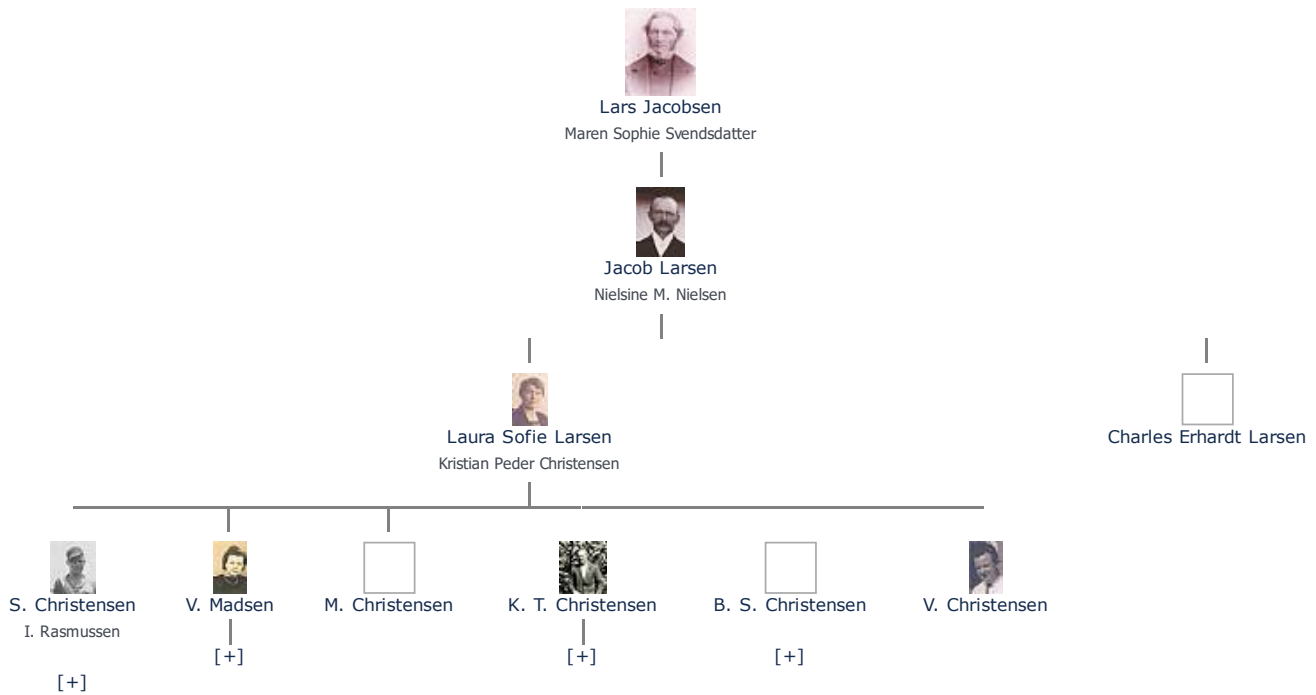 Lars Jacobsen
Maren Sophie Svendsdatter
Jacob Larsen
Nielsine M. Nielsen
Laura Sofie Larsen
Charles Erhardt Larsen
Kristian Peder Christensen
S. Christensen
V. Madsen
M. Christensen
K. T. Christensen
B. S. Christensen
V. Christensen
I. Rasmussen
[+]
[+]
[+]
[+]